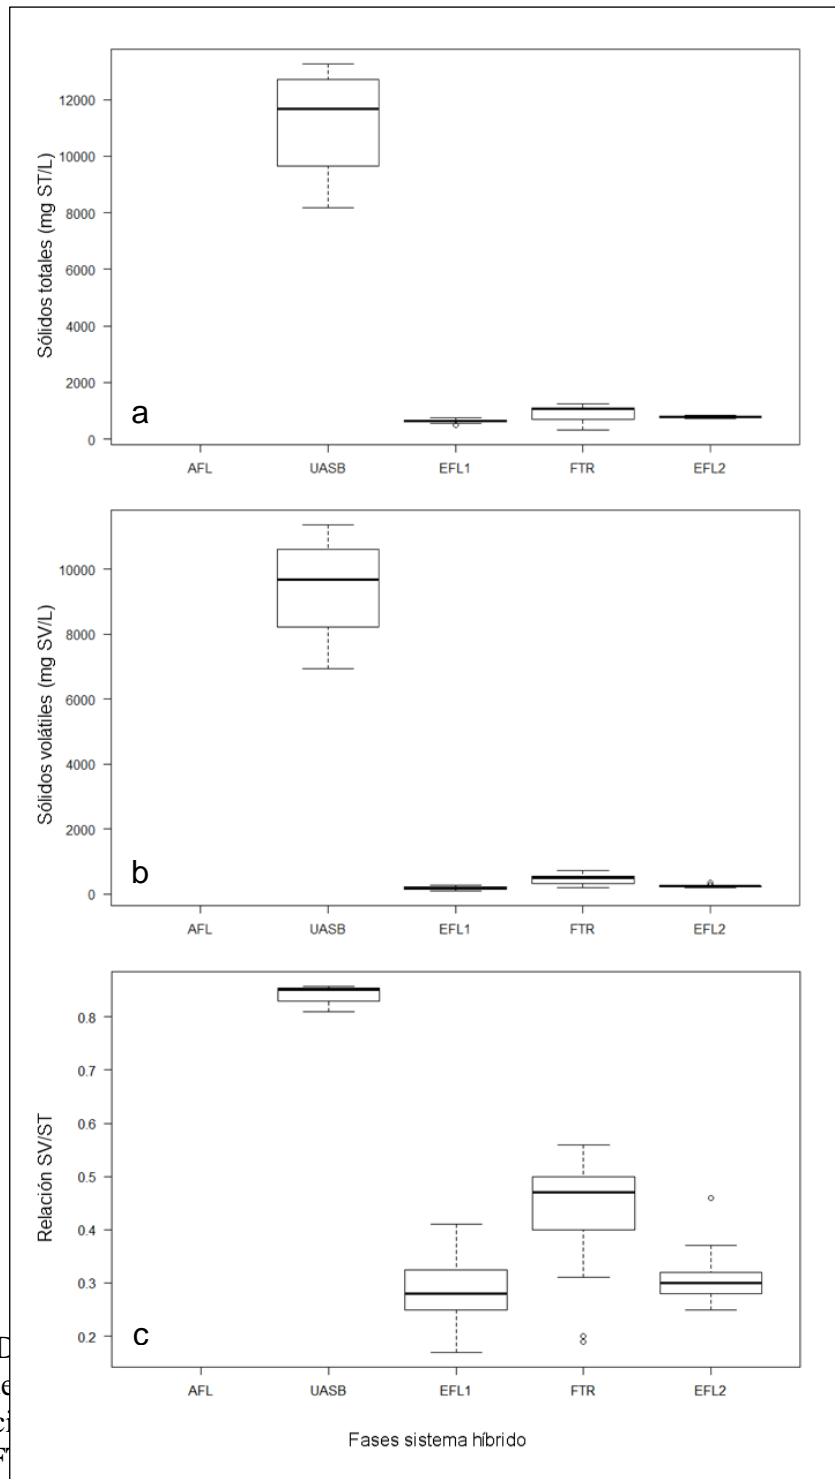 Sólidos totales (mg ST/L)
12000
10000
8000
6000
4000
2000
0
a
AFL UASB EFL1 FTR EFL2
Sólidos volátiles (mg SV/L)
10000
8000
6000
4000
2000
0
b
AFL UASB EFL1 FTR EFL2
Relación SV/ST
0.8
0.7
0.6
0.5
0.4
0.3
0.2
c
AFL UASB EFL1 FTR EFL2
Fases sistema híbrido